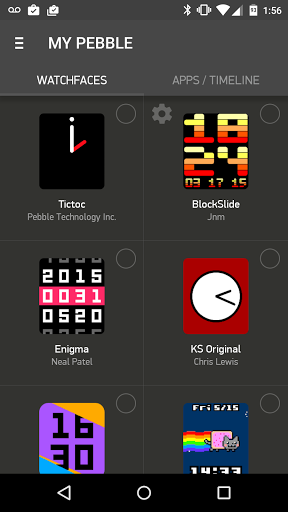 1:56
MY PEBBLE
WATCHFACES
APPS / TIMELINE
Tictoc
Pebble Technology Inc.
18
24
03 17 15
BlockSlide
Jnm
2015
0031
0520
Enigma
Neal Patel
KS Original
Chris Lewis
16
30
Fri 5/15
14:33